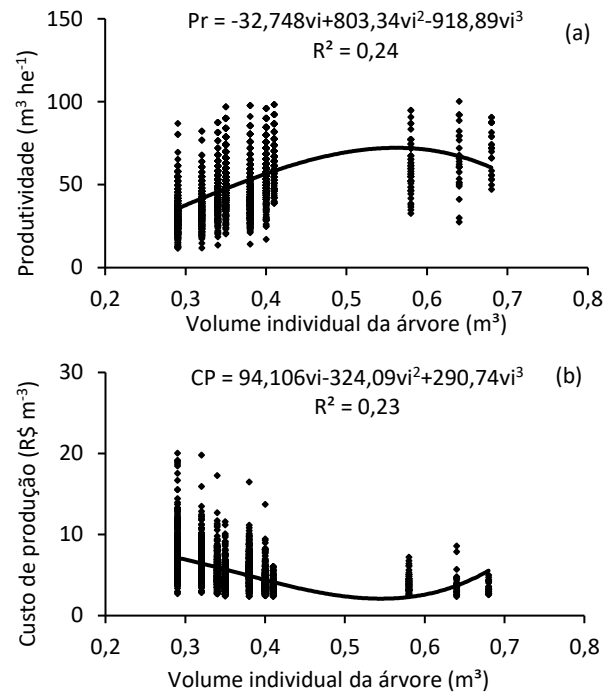 Pr = -32,748vi+803,34vi²-918,89vi³
(a)
R² = 0,24
Produtividade (m³ he⁻¹)
150
100
50
0
0,2 0,3 0,4 0,5 0,6 0,7 0,8
Volume individual da árvore (m³)
CP = 94,106vi-324,09vi²+290,74vi³
(b)
R² = 0,23
Custo de produção (R$ m⁻³)
30
20
10
0
0,2 0,3 0,4 0,5 0,6 0,7 0,8
Volume individual da árvore (m³)